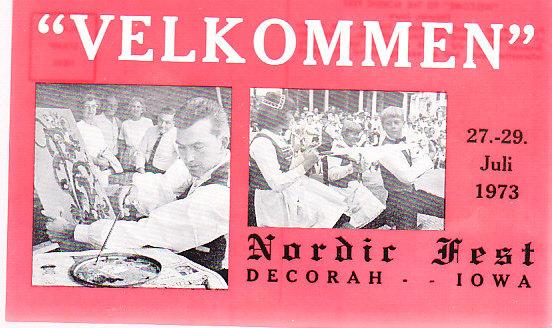 “VELKOMMEN”
27.-29.
Juli
1973
Nordic Fest
DECORAH - - IOWA